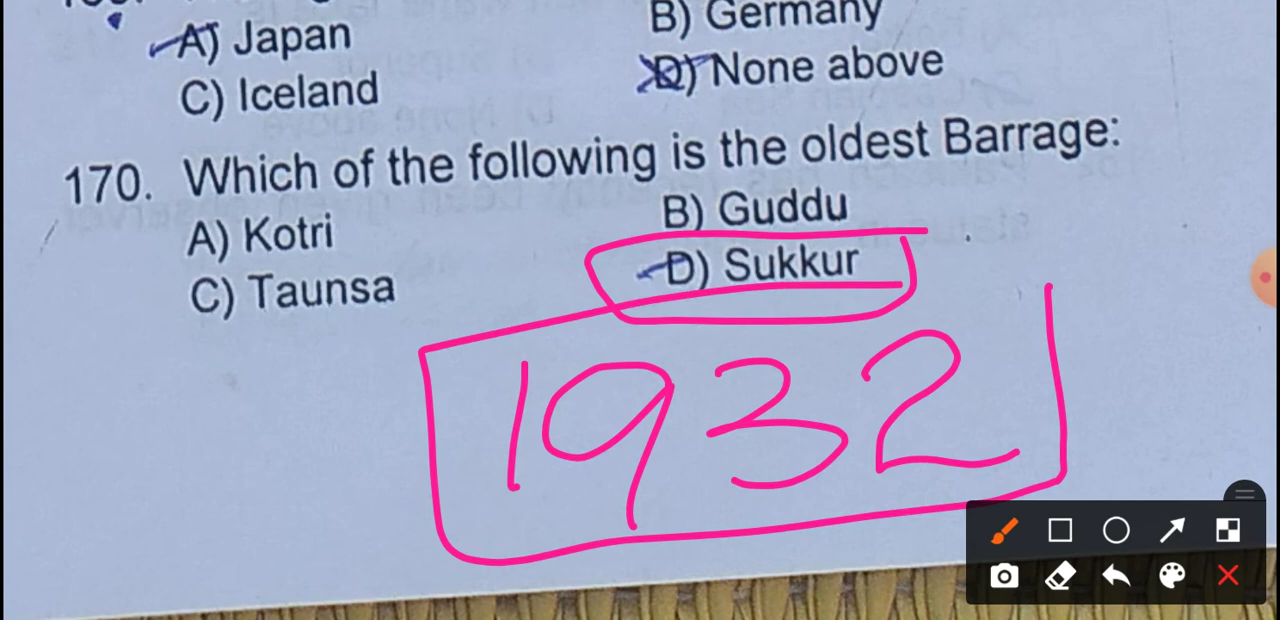 A) Japan
B) Germany
C) Iceland
D) None above
170. Which of the following is the oldest Barrage:
A) Kotri
B) Guddu
C) Taunsa
D) Sukkur
1932